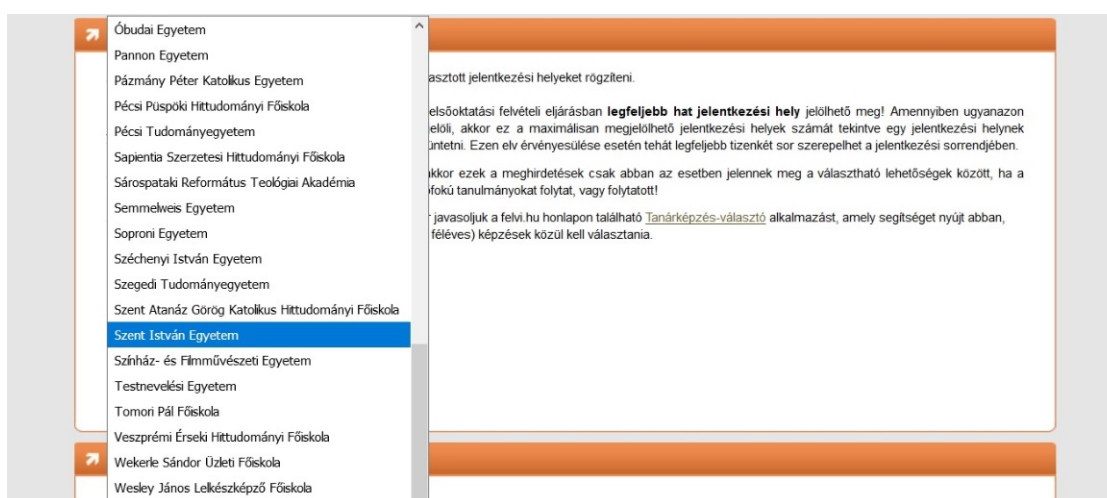 Óbudai Egyetem
Pannon Egyetem
Pázmány Péter Katolikus Egyetem
Pécsi Püspöki Hittudományi Főiskola
Pécsi Tudományegyetem
Sapientia Szerzetesi Hittudományi Főiskola
Sárospataki Református Teológiai Akadémia
Semmelweis Egyetem
Soproni Egyetem
Széchenyi István Egyetem
Szegedi Tudományegyetem
Szent Atanáz Görög Katolikus Hittudományi Főiskola
Szent István Egyetem
Színház- és Filmművészeti Egyetem
Testnevelési Egyetem
Tomori Pál Főiskola
Veszprémi Érseki Hittudományi Főiskola
Wekerle Sándor Üzleti Főiskola
Wesley János Lelkészképző Főiskola
asztott jelentkezési helyeket rögzíteni.
elsőoktatási felvételi eljárásban legfeljebb hat jelentkezési hely jelölhető meg! Amennyiben ugyanazon
jelöli, akkor ez a maximálisan megjelölhető jelentkezési helyek számát tekintve egy jelentkezési helynek
üntetni. Ezen elv érvényesülése esetén tehát legfeljebb tizenkét sor szerepelhet a jelentkezési sorrendjében.
akkor ezek a meghirdetések csak abban az esetben jelennek meg a választható lehetőségek között, ha a
ófokú tanulmányokat folytat, vagy folytatott!
r javasoljuk a felvi.hu honlapon található Tanárképzés-választó alkalmazást, amely segítséget nyújt abban,
féléves) képzések közül kell választania.